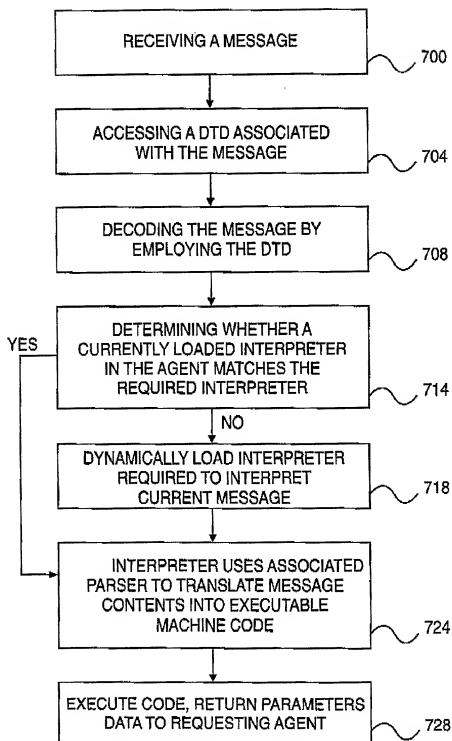 RECEIVING A MESSAGE
700
ACCESSING A DTD ASSOCIATED
WITH THE MESSAGE
704
DECODING THE MESSAGE BY
EMPLOYING THE DTD
708
DETERMINING WHETHER A
CURRENTLY LOADED INTERPRETER
IN THE AGENT MATCHES THE
REQUIRED INTERPRETER
714
YES
NO
DYNAMICALLY LOAD INTERPRETER
REQUIRED TO INTERPRET
CURRENT MESSAGE
718
INTERPRETER USES ASSOCIATED
PARSER TO TRANSLATE MESSAGE
CONTENTS INTO EXECUTABLE
MACHINE CODE
724
EXECUTE CODE, RETURN PARAMETERS
DATA TO REQUESTING AGENT
728